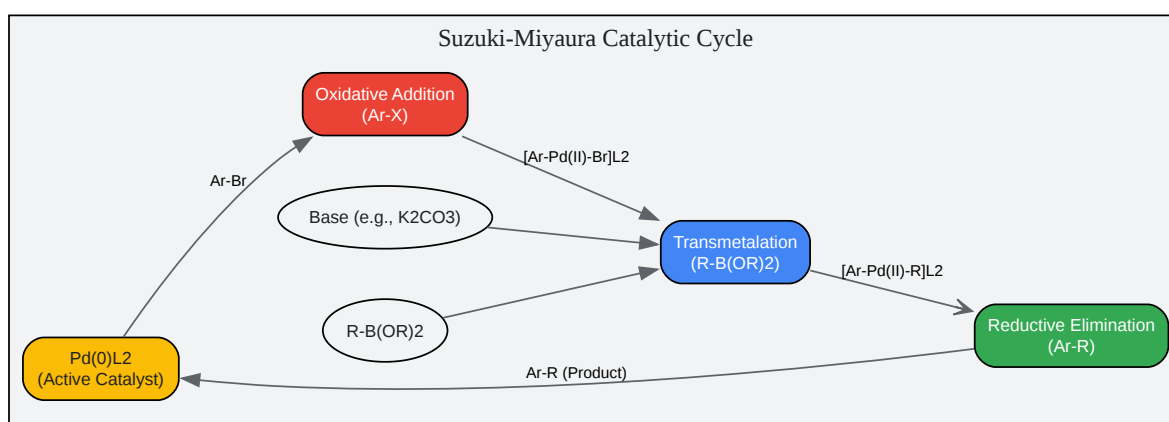 Suzuki-Miyaura Catalytic Cycle
Oxidative Addition
(Ar-X)
[Ar-Pd(II)-Br]L2
Ar-Br
Base (e.g., K2CO3)
Transmetalation
(R-B(OR)2)
[Ar-Pd(II)-R]L2
R-B(OR)2
Reductive Elimination
(Ar-R)
Pd(0)L2
(Active Catalyst)
Ar-R (Product)